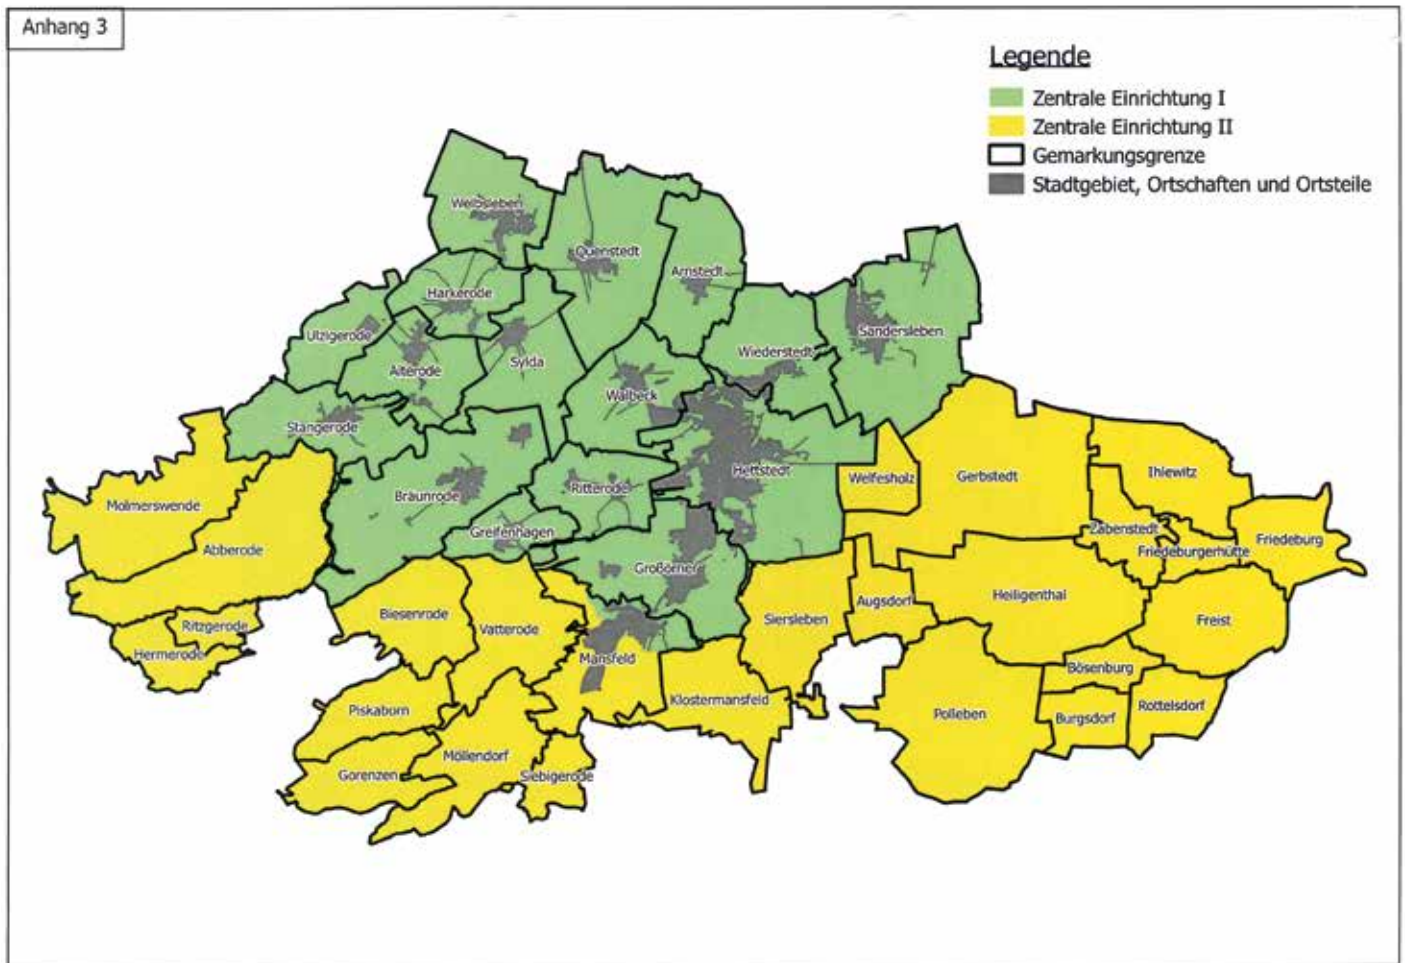 Anhang 3
Legende
Zentrale Einrichtung I
Zentrale Einrichtung II
Gemarkungsgrenze
Stadtgebiet, Ortschaften und Ortsteile
Welbsleben
Quenstedt
Arnstedt
Harkerode
Ulzigerode
Sandersleben
Wiederstedt
Sylda
Alterode
Walbeck
Stangerode
Hettstedt
Welfesholz
Gerbstedt
Ihlewitz
Ritterode
Bräunrode
Molmerswende
Zabenstedt
Greifenhagen
Friedeburg
Abberode
Friedeburgerhütte
Großörner
Heiligenthal
Augsdorf
Biesenrode
Siersleben
Freist
Ritzgerode
Vatterode
Hermerode
Mansfeld
Bösenburg
Klostermansfeld
Rottelsdorf
Piskaborn
Polleben
Burgsdorf
Möllendorf
Gorenzen
Siebigerode